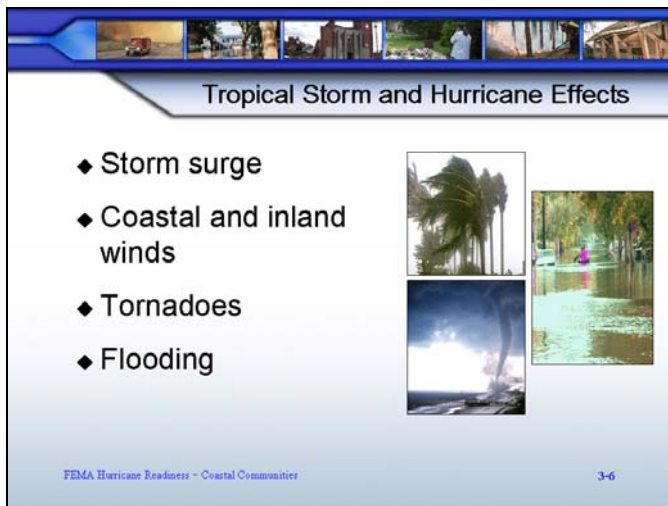 Tropical Storm and Hurricane Effects
◆ Storm surge
◆ Coastal and inland
winds
◆ Tornadoes
◆ Flooding
FEMA Hurricane Readiness - Coastal Communities 3-6